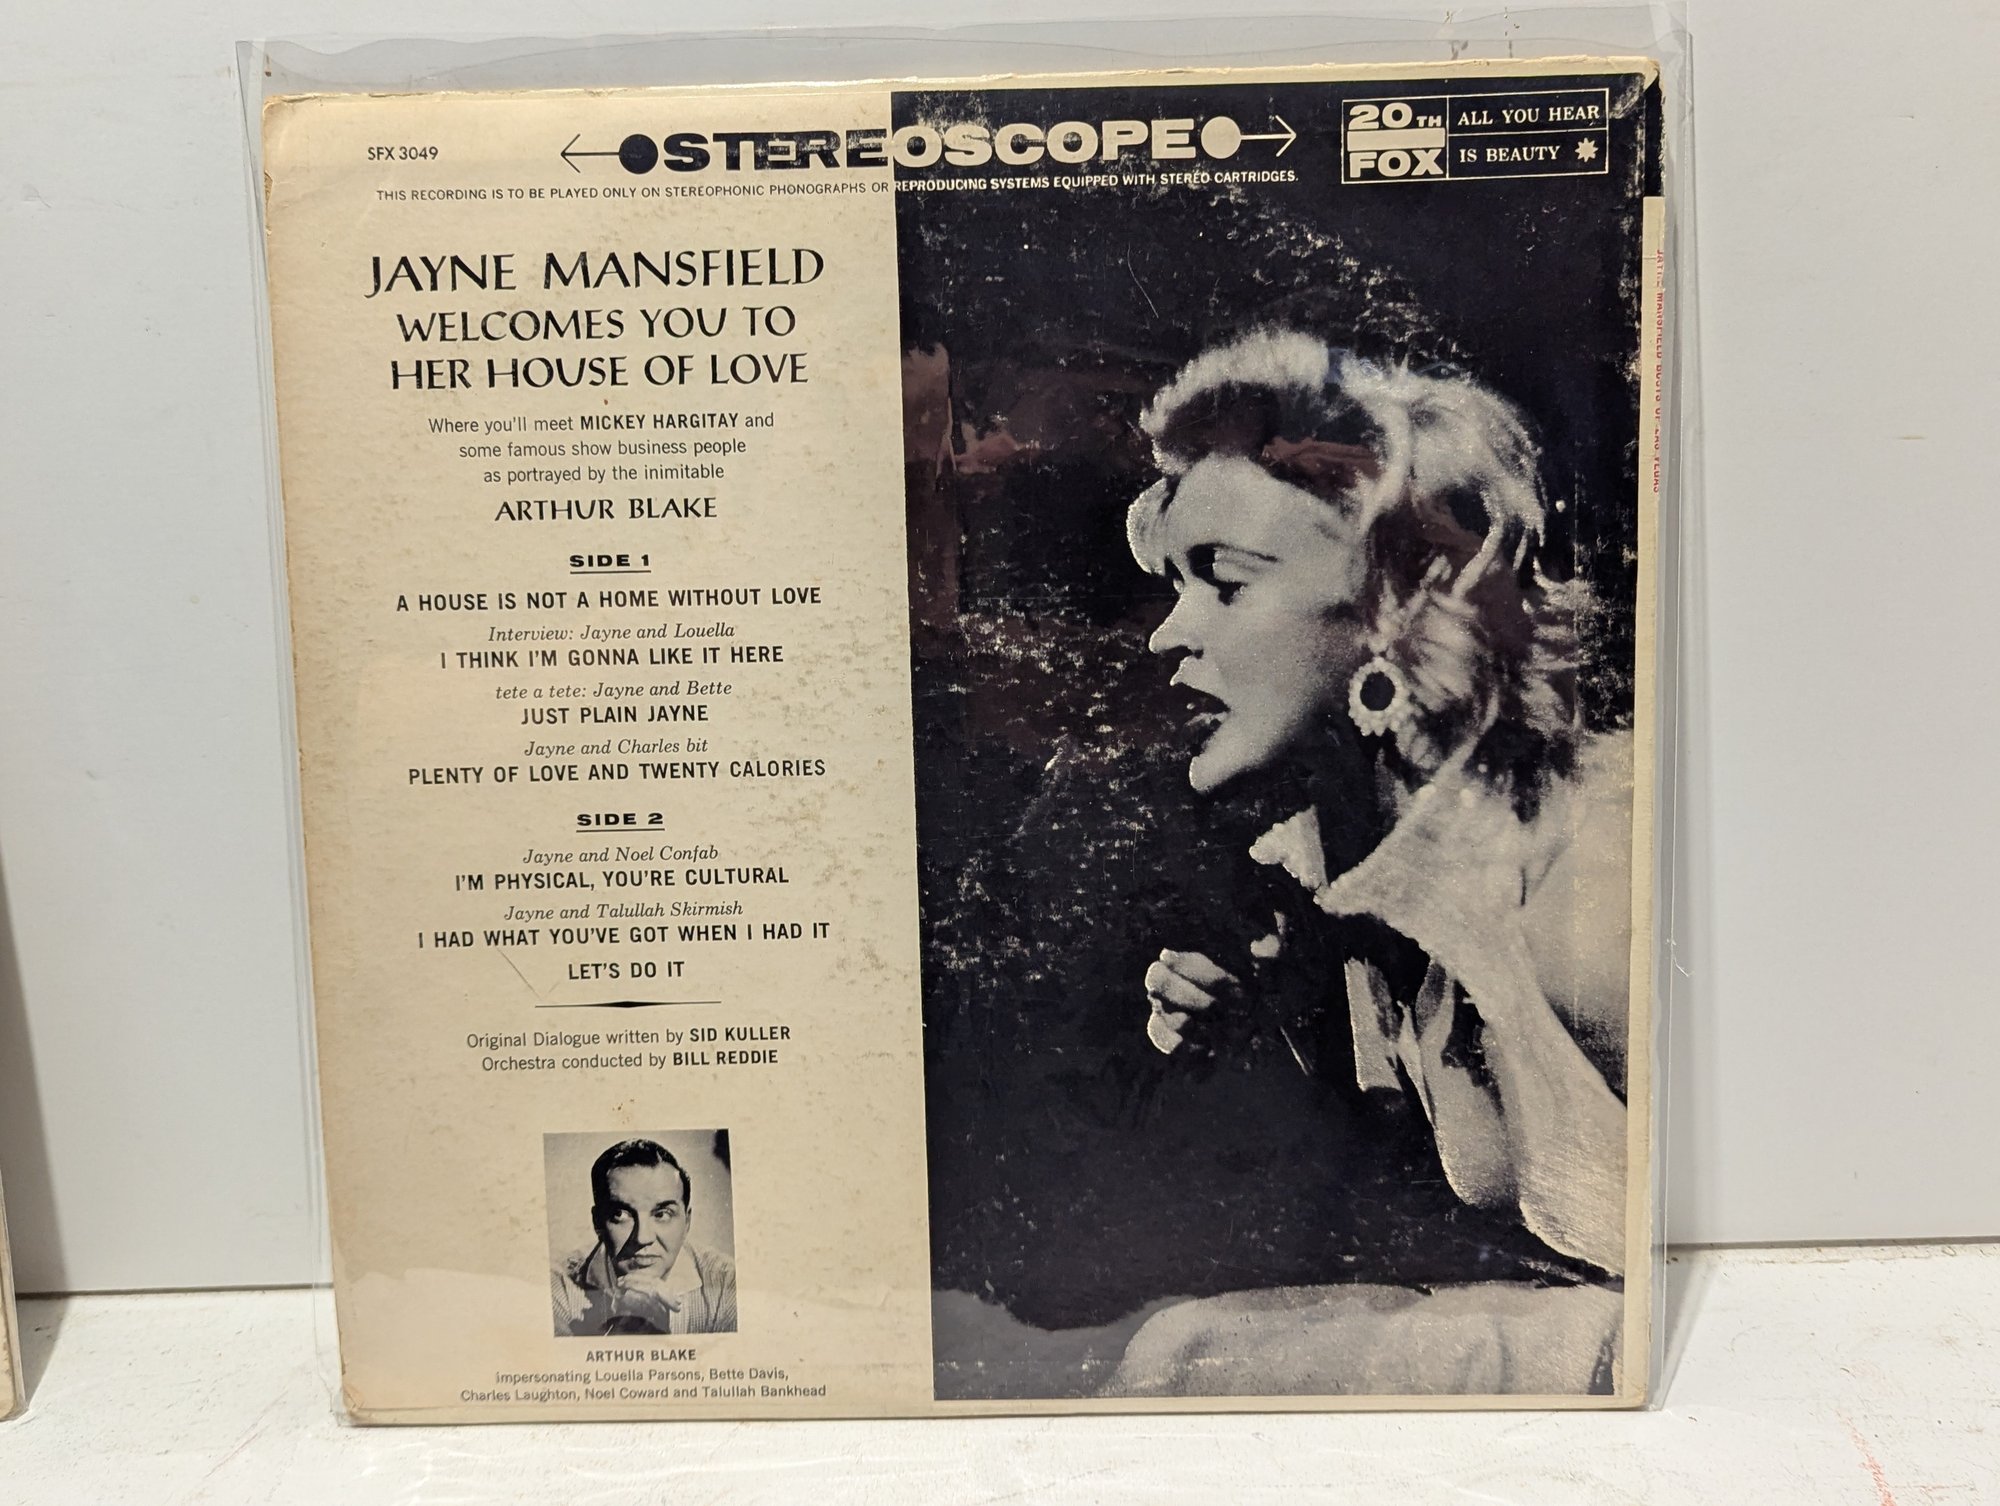 SFX 3049
STEREOSCOPE
20TH FOX
ALL YOU HEAR
IS BEAUTY
THIS RECORDING IS TO BE PLAYED ONLY ON STEREOPHONIC PHONOGRAPHS OR REPRODUCING SYSTEMS EQUIPPED WITH STEREO CARTRIDGES.
JAYNE MANSFIELD
WELCOMES YOU TO
HER HOUSE OF LOVE
Where you'll meet MICKEY HARGITAY and
some famous show business people
as portrayed by the inimitable
ARTHUR BLAKE
SIDE 1
A HOUSE IS NOT A HOME WITHOUT LOVE
Interview: Jayne and Louella
I THINK I'M GONNA LIKE IT HERE
tete a tete: Jayne and Bette
JUST PLAIN JAYNE
Jayne and Charles bit
PLENTY OF LOVE AND TWENTY CALORIES
SIDE 2
Jayne and Noel Confab
I'M PHYSICAL, YOU'RE CULTURAL
Jayne and Talullah Skirmish
I HAD WHAT YOU'VE GOT WHEN I HAD IT
LET'S DO IT
Original Dialogue written by SID KULLER
Orchestra conducted by BILL REDDIE
ARTHUR BLAKE
impersonating Louella Parsons, Bette Davis,
Charles Laughton, Noel Coward and Talullah Bankhead
JAYNE MANSFIELD BUSTS UP LAS VEGAS